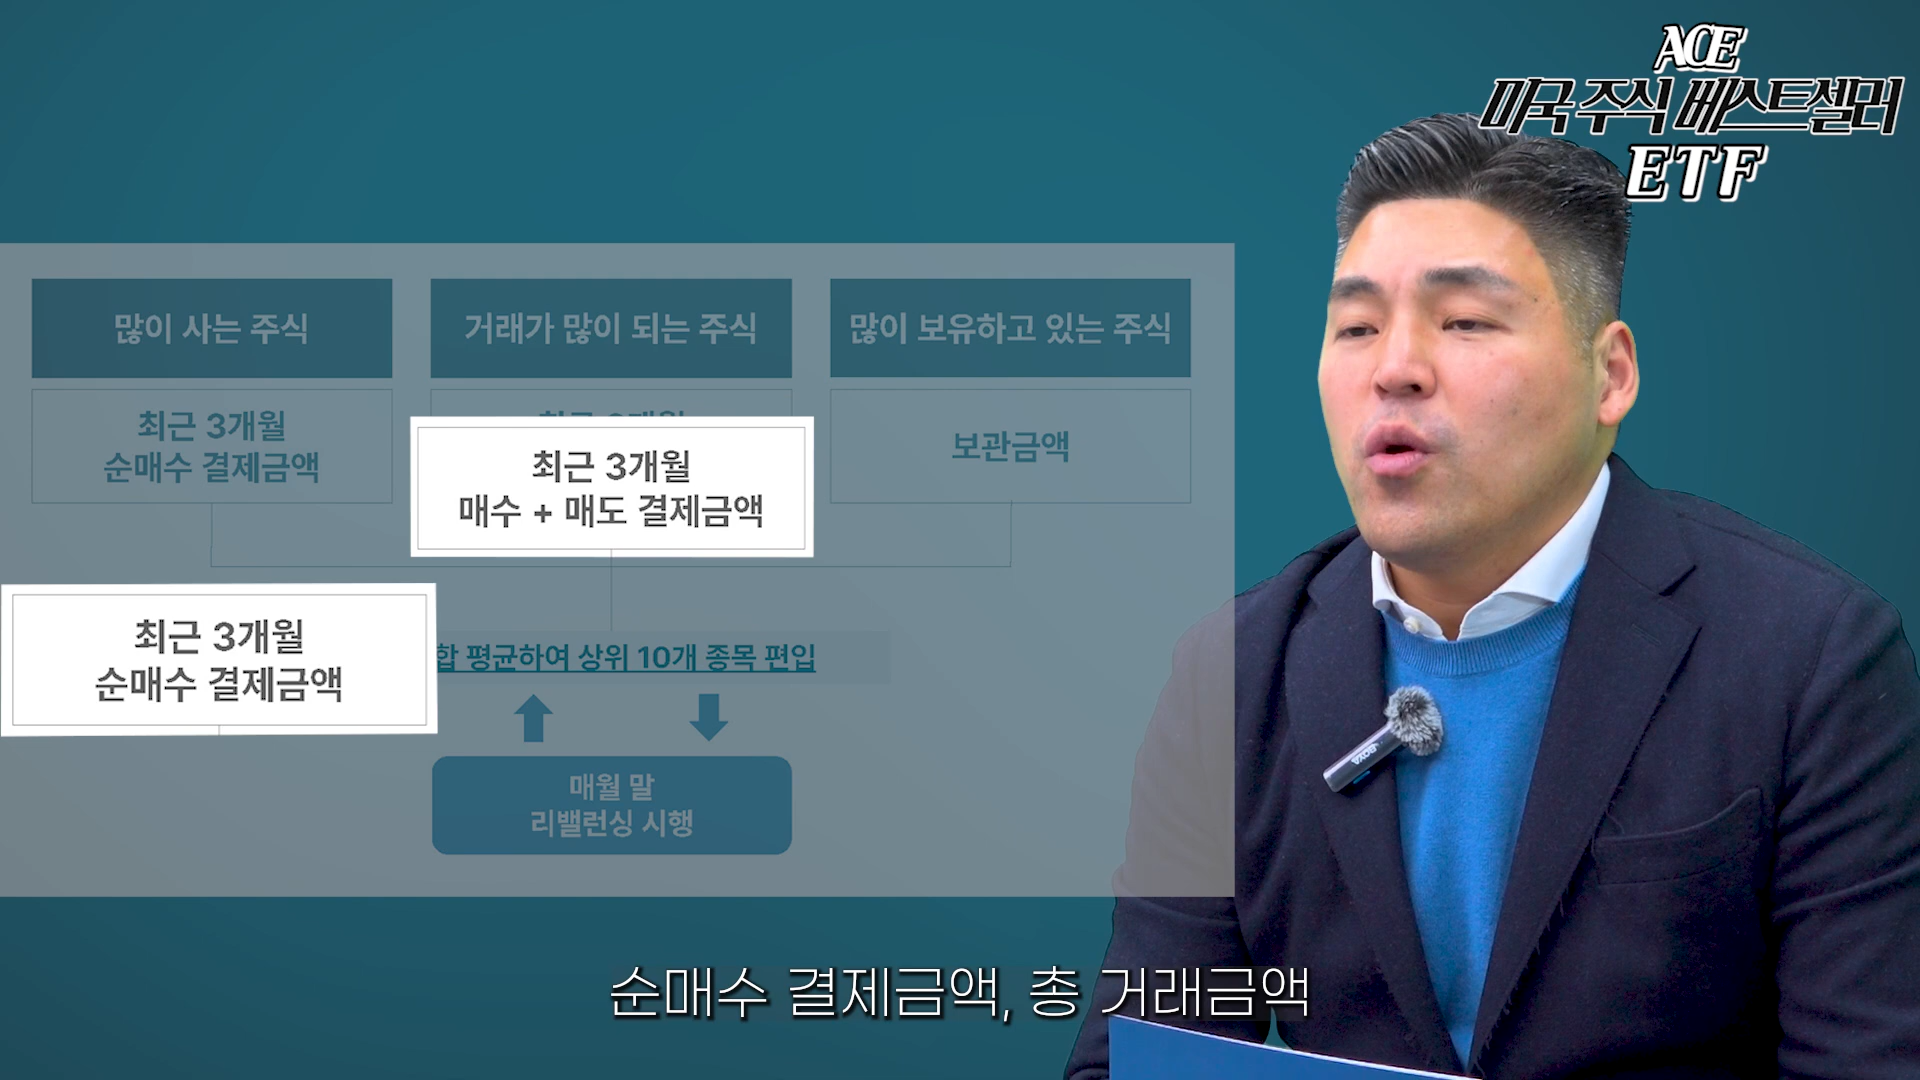 ACE
미국 주식 베스트셀러
ETF
많이 사는 주식
거래가 많이 되는 주식
많이 보유하고 있는 주식
최근 3개월
순매수 결제금액
최근 3개월
매수 + 매도 결제금액
보관금액
최근 3개월
순매수 결제금액
합 평균하여 상위 10개 종목 편입
매월 말
리밸런싱 시행
BOYA
순매수 결제금액, 총 거래금액